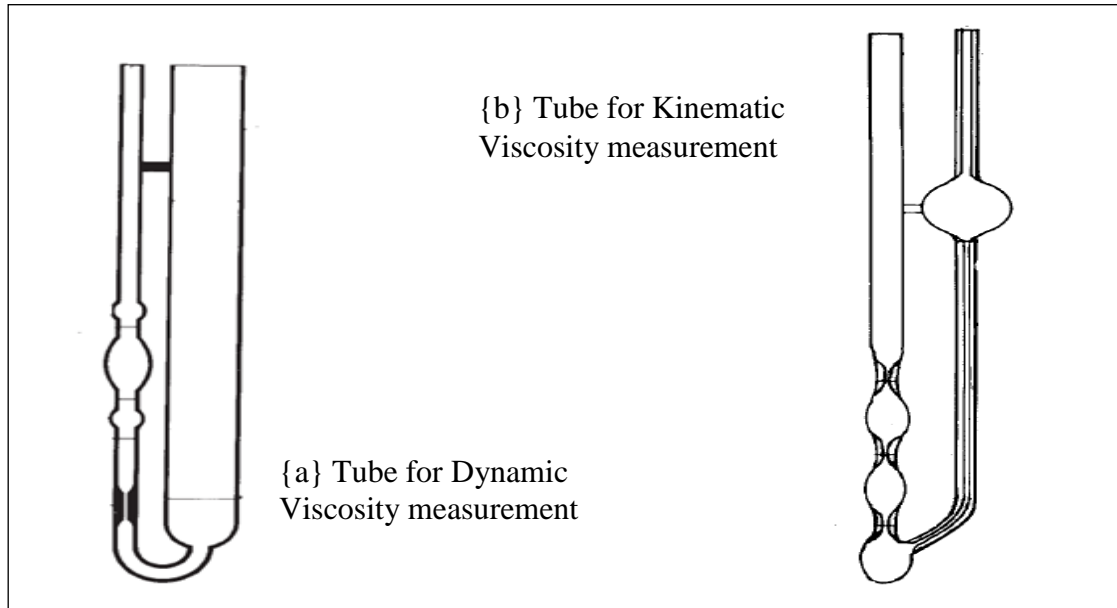 {b} Tube for Kinematic
Viscosity measurement
{a} Tube for Dynamic
Viscosity measurement